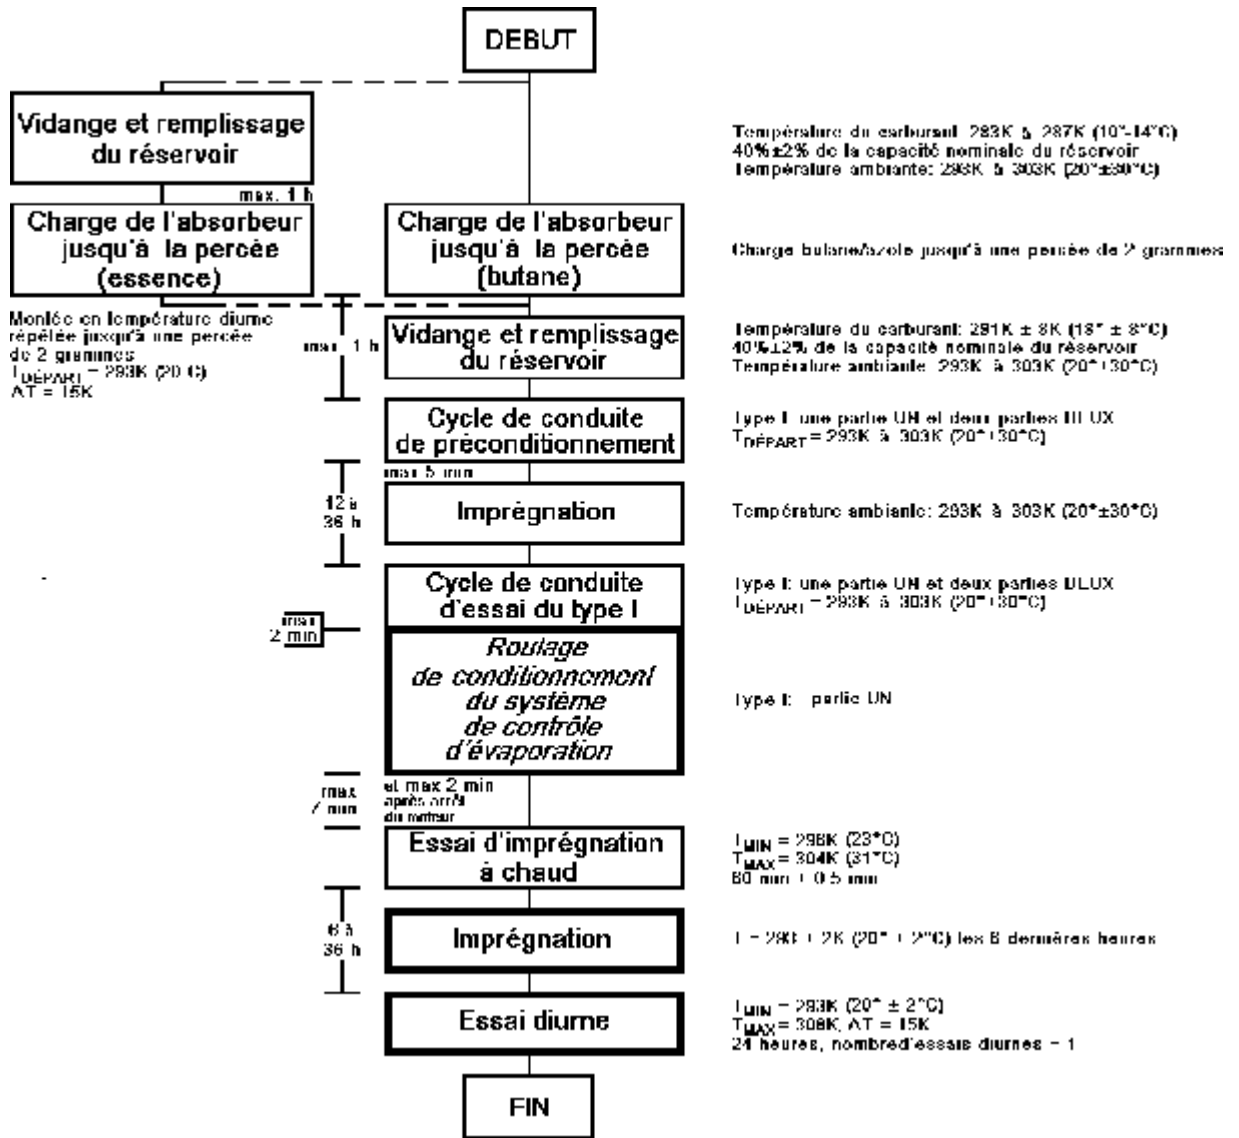 DEBUT
Vidange et remplissage
du réservoir
Température du carburant: 283K à 287K (10°-14°C)
40%±2% de la capacité nominale du réservoir
Température ambiante: 293K à 303K (20°±30°C)
max. 1 h
Charge de l'absorbeur
jusqu'à la percée
(essence)
Charge de l'absorbeur
jusqu'à la percée
(butane)
Charge butane/azote jusqu'à une percée de 2 grammes
Montée en température diurne
répétée jusqu'à une percée
de 2 grammes
TDÉPART = 293K (20 C)
AT = 15K
max 1 h
Vidange et remplissage
du réservoir
Température du carburant: 291K ± 8K (18° ± 8°C)
40%±2% de la capacité nominale du réservoir
Température ambiante: 293K à 303K (20°±30°C)
Cycle de conduite
de préconditionnement
Type I: une partie UN et deux parties DEUX
TDÉPART = 293K à 303K (20°±30°C)
max 5 min
12 à
36 h
Imprégnation
Température ambiante: 293K à 303K (20°±30°C)
Cycle de conduite
d'essai du type I
Type I: une partie UN et deux parties DEUX
TDÉPART = 293K à 303K (20°±30°C)
max
2 min
Roulage
de conditionnement
du système
de contrôle
d'évaporation
Type I: partie UN
max
7 min
et max 2 min
après arrêt
du moteur
Essai d'imprégnation
à chaud
TMIN = 296K (23°C)
TMAX = 304K (31°C)
60 min ± 0.5 min
6 à
36 h
Imprégnation
T = 293 ± 2K (20° ± 2°C) les 6 dernières heures
Essai diurne
TMIN = 293K (20° ± 2°C)
TMAX = 308K, AT = 15K
24 heures, nombred'essais diurnes = 1
FIN